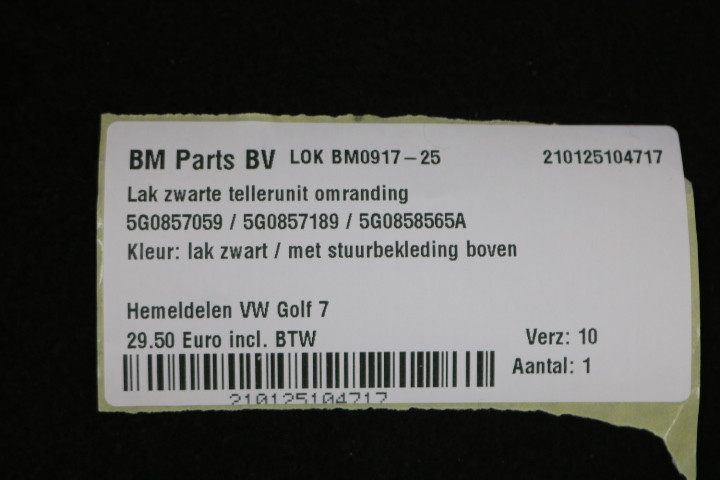 BM Parts BV LOK BM0917-25 210125104717
Lak zwarte tellerunit omranding
5G0857059 / 5G0857189 / 5G0858565A
Kleur: lak zwart / met stuurbekleding boven
Hemeldelen VW Golf 7
29.50 Euro incl. BTW Verz: 10
Aantal: 1
210125104717